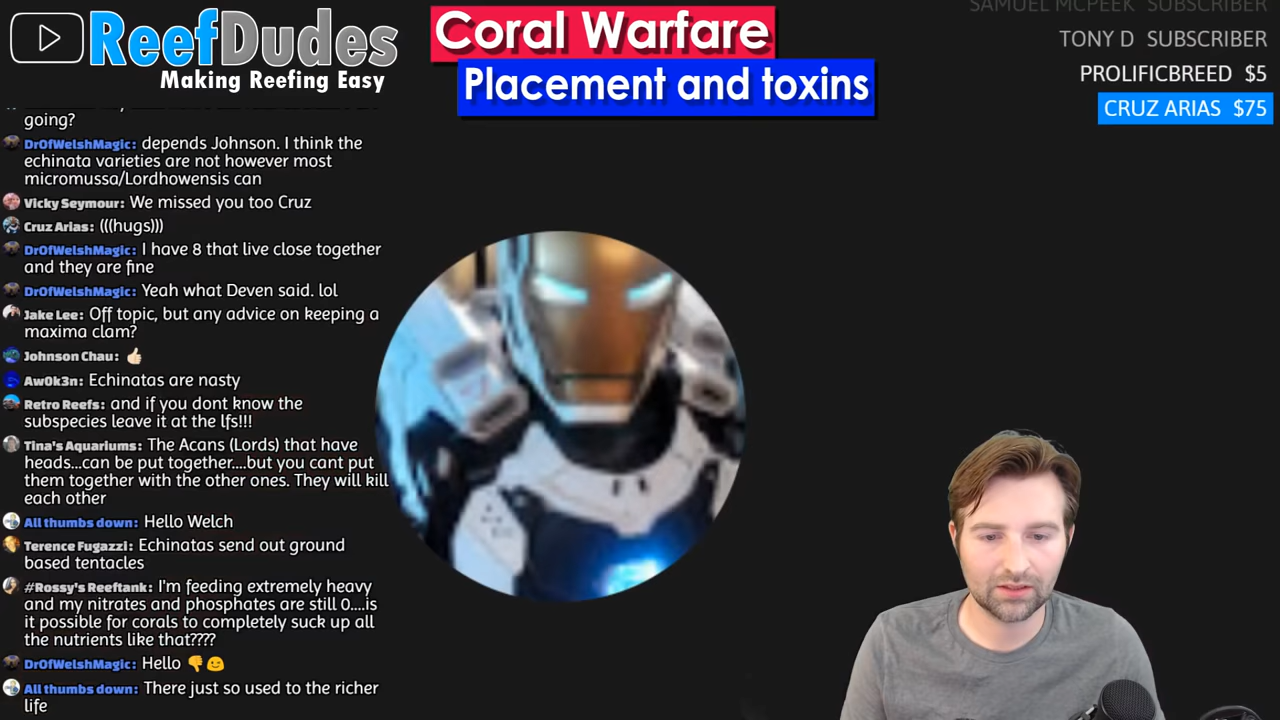 ReefDudes
Making Reefing Easy
Coral Warfare
Placement and toxins
SAMUEL MCPEEK SUBSCRIBER
TONY D SUBSCRIBER
PROLIFICBREED $5
CRUZ ARIAS $75
going?
DrOfWelshMagic: depends Johnson. I think the
echinata varieties are not however most
micromussa/Lordhowensis can
Vicky Seymour: We missed you too Cruz
Cruz Arias: (((hugs)))
DrOfWelshMagic: I have 8 that live close together
and they are fine
DrOfWelshMagic: Yeah what Deven said. lol
Jake Lee: Off topic, but any advice on keeping a
maxima clam?
Johnson Chau: 👍🏻
Aw0k3n: Echinatas are nasty
Retro Reefs: and if you dont know the
subspecies leave it at the lfs!!!
Tina's Aquariums: The Acans (Lords) that have
heads...can be put together....but you cant put
them together with the other ones. They will kill
each other
All thumbs down: Hello Welch
Terence Fugazzi: Echinatas send out ground
based tentacles
#Rossy's Reeftank: I'm feeding extremely heavy
and my nitrates and phosphates are still 0....is
it possible for corals to completely suck up all
the nutrients like that????
DrOfWelshMagic: Hello 👎😉
All thumbs down: There just so used to the richer
life